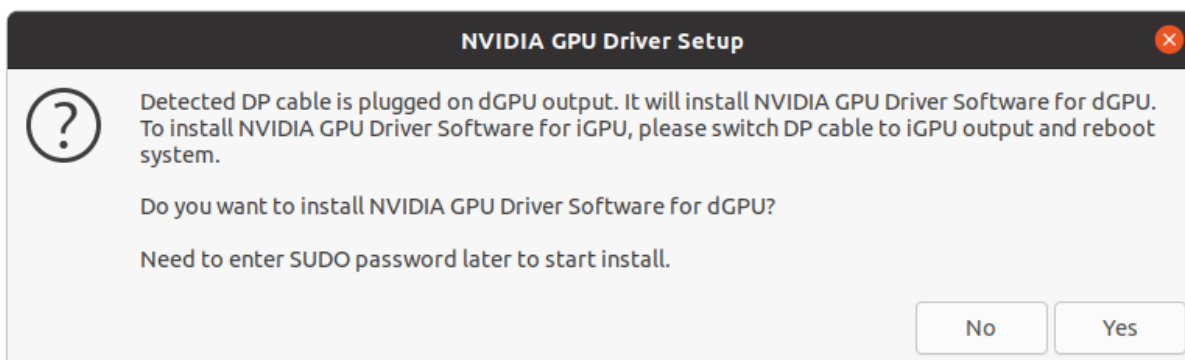 NVIDIA GPU Driver Setup
Detected DP cable is plugged on dGPU output. It will install NVIDIA GPU Driver Software for dGPU.
To install NVIDIA GPU Driver Software for iGPU, please switch DP cable to iGPU output and reboot
system.
Do you want to install NVIDIA GPU Driver Software for dGPU?
Need to enter SUDO password later to start install.
No Yes